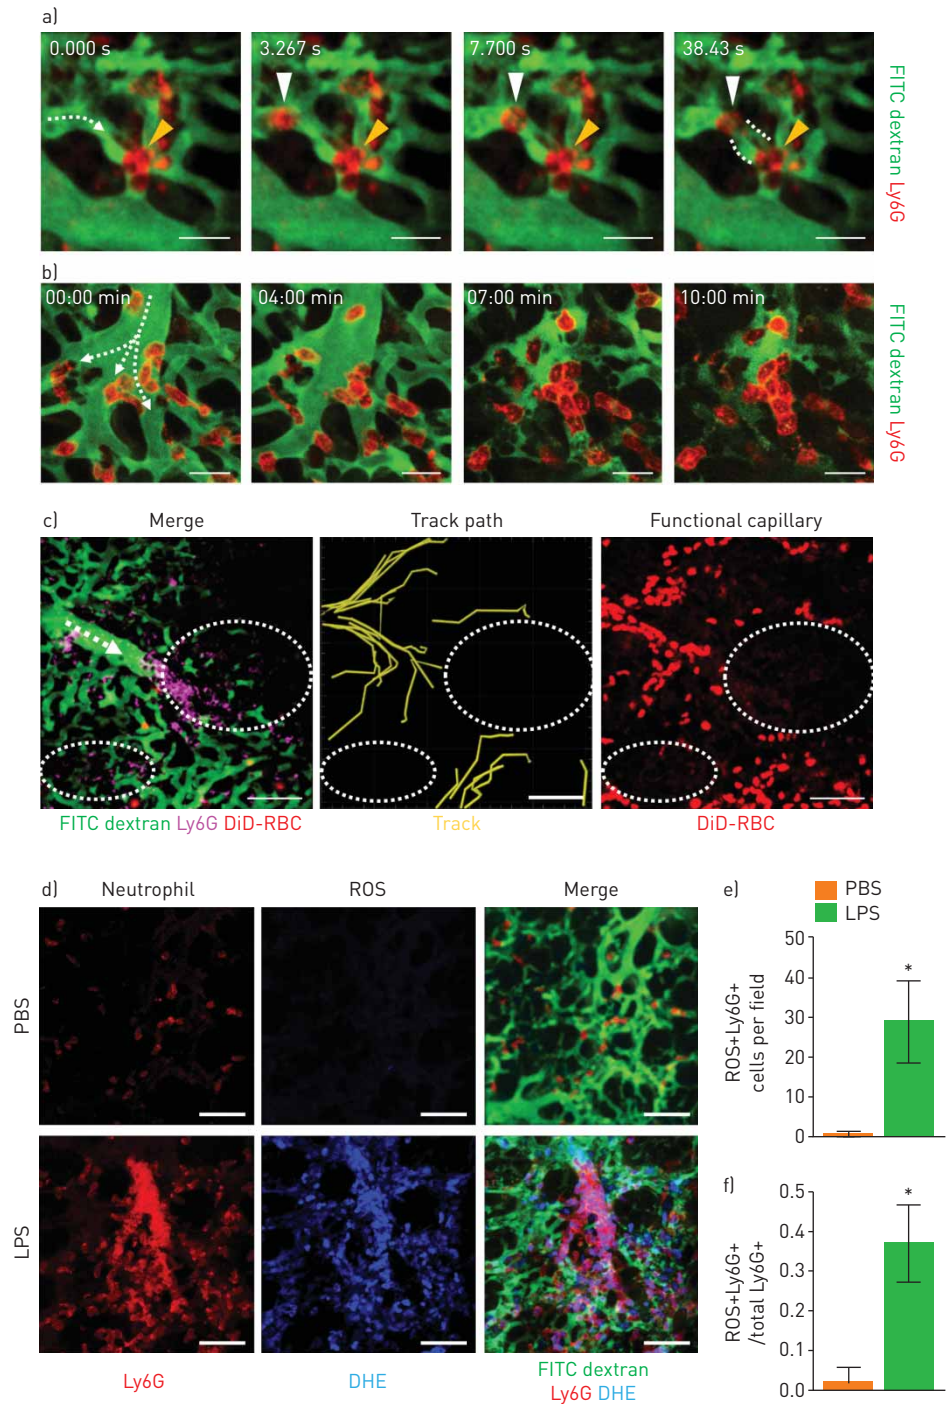 a)
0.000 s
3.267 s
7.700 s
38.43 s
FITC dextran Ly6G
b)
00:00 min
04:00 min
07:00 min
10:00 min
FITC dextran Ly6G
c)
Merge
Track path
Functional capillary
FITC dextran Ly6G DiD-RBC
Track
DiD-RBC
d)
Neutrophil
ROS
Merge
PBS
LPS
Ly6G
DHE
FITC dextran
Ly6G DHE
e)
PBS
LPS
ROS+Ly6G+
cells per field
50
40
30
20
10
0
*
f)
ROS+Ly6G+
/total Ly6G+
0.5
0.4
0.3
0.2
0.1
0.0
*